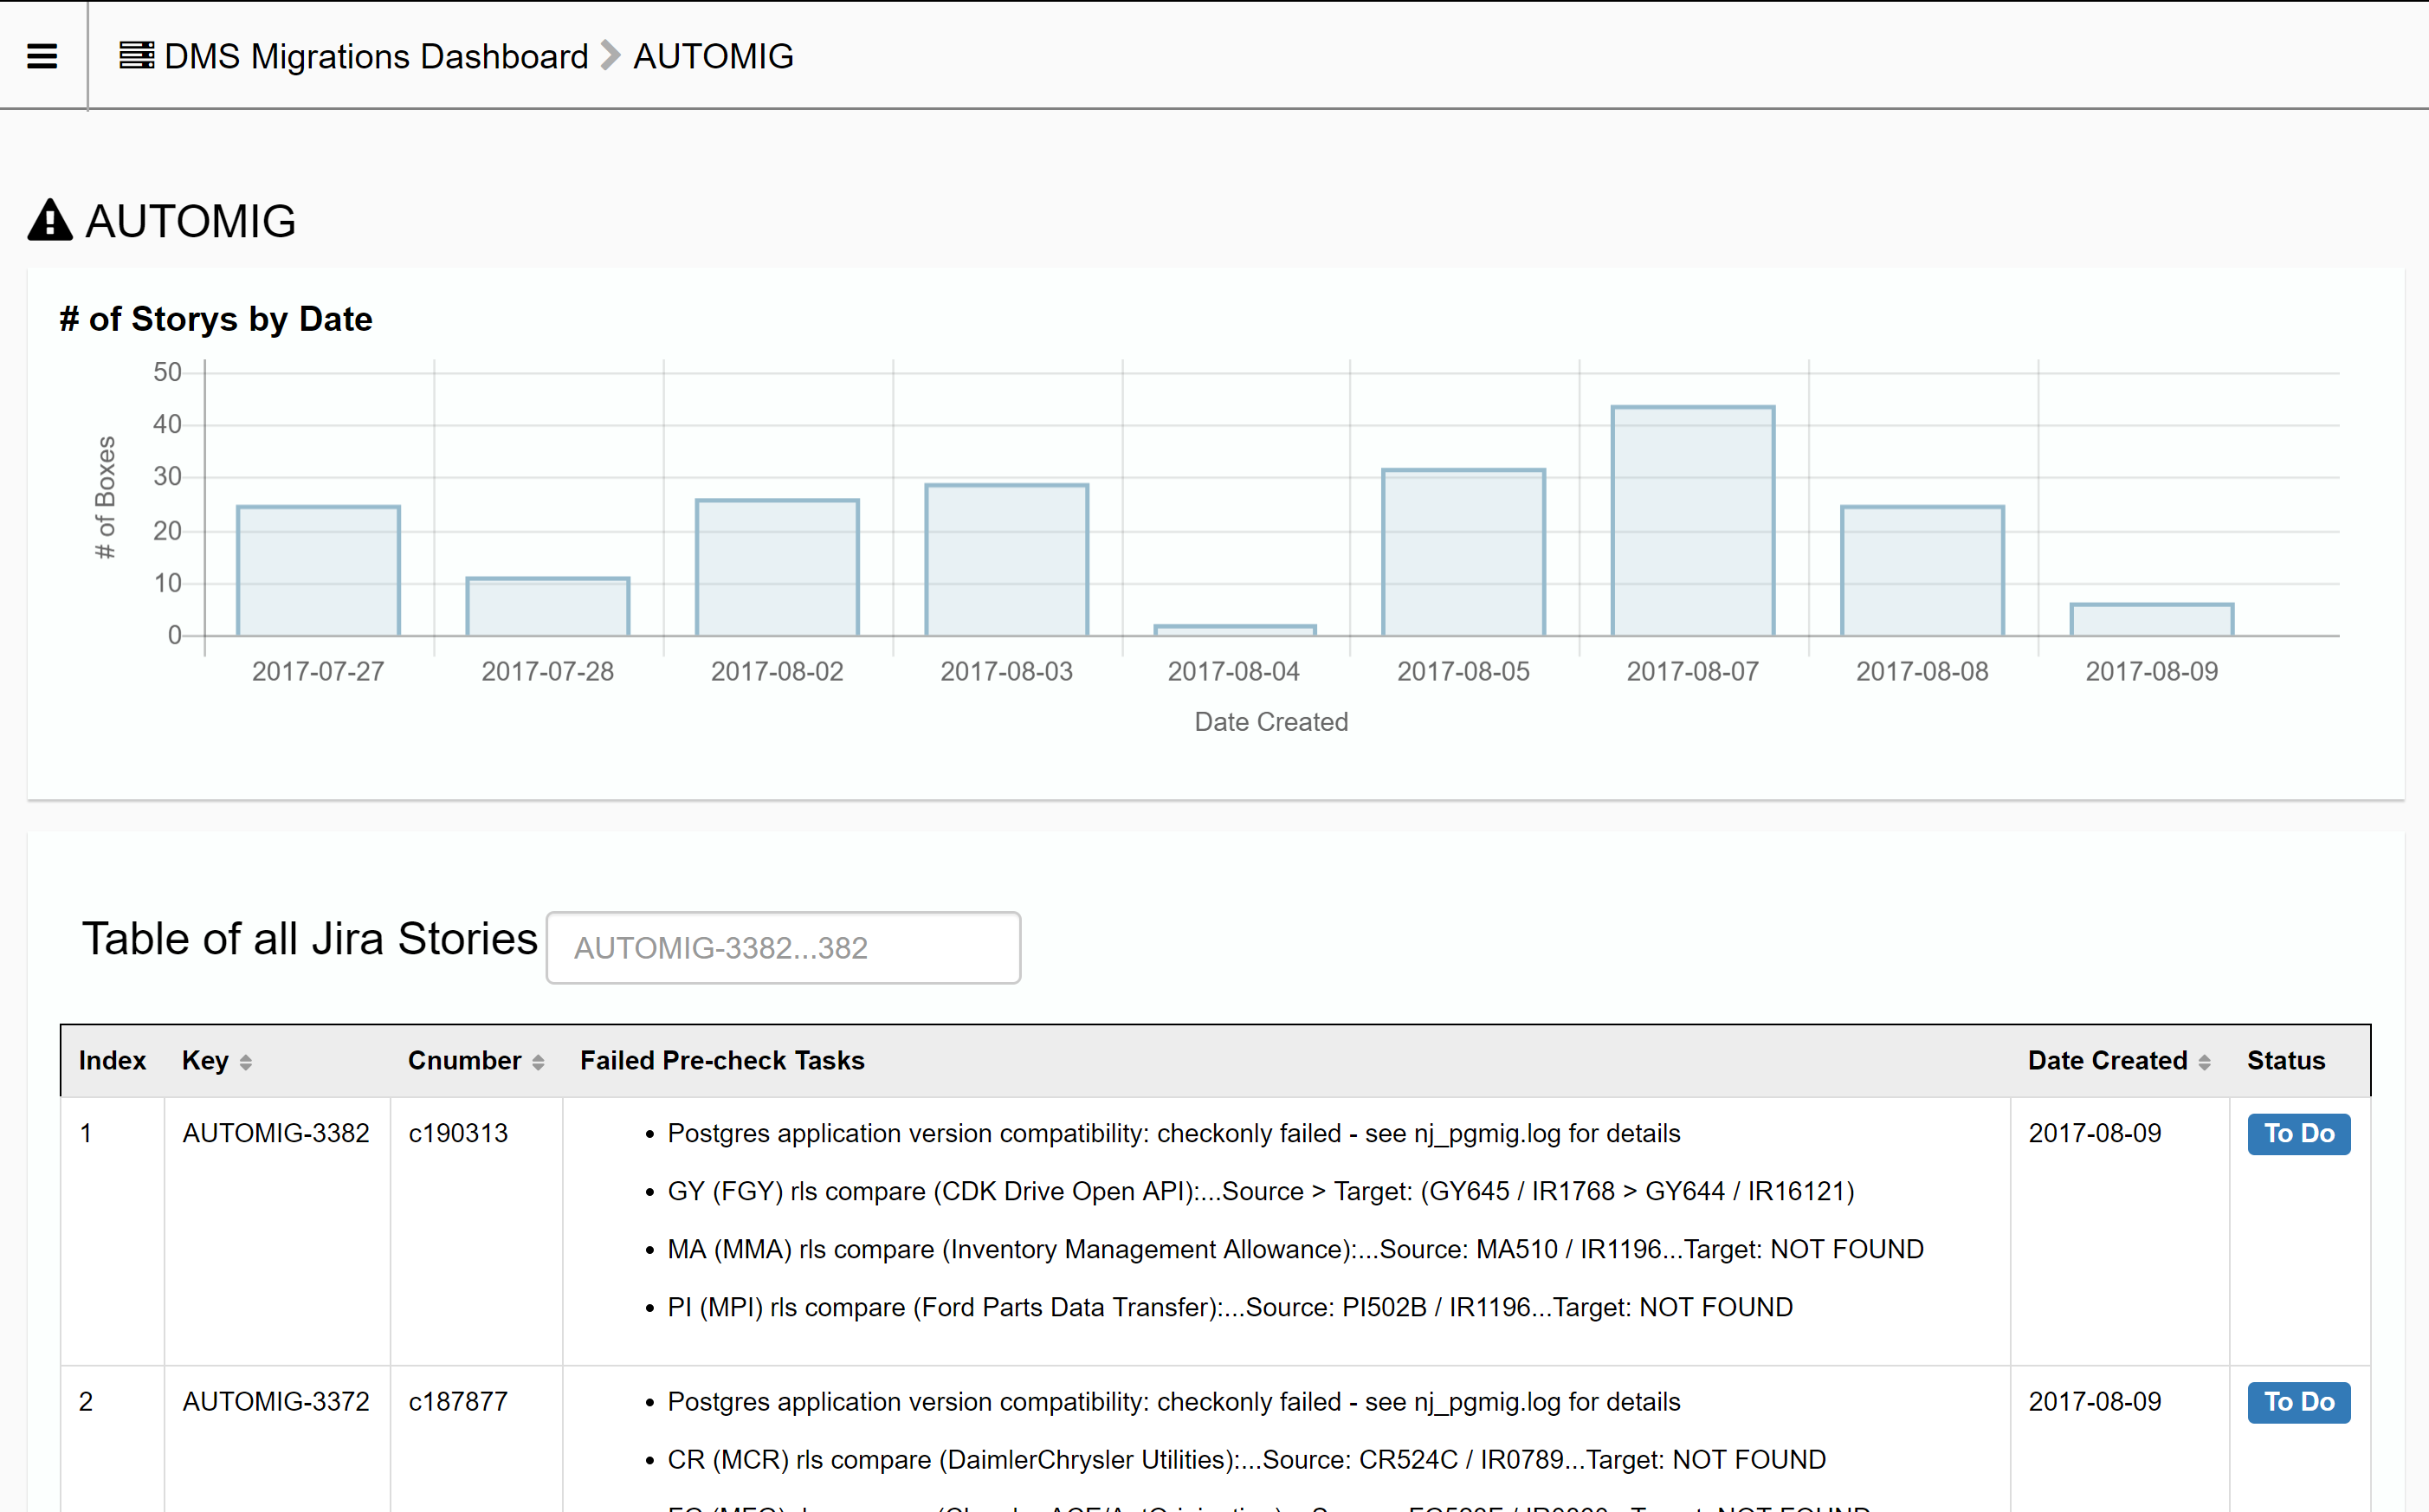 DMS Migrations Dashboard AUTOMIG
AUTOMIG
# of Storys by Date
50
40
30
20
10
0
# of Boxes
2017-07-27 2017-07-28 2017-08-02 2017-08-03 2017-08-04 2017-08-05 2017-08-07 2017-08-08 2017-08-09
Date Created
Table of all Jira Stories AUTOMIG-3382...382
Index Key Cnumber Failed Pre-check Tasks Date Created Status
1 AUTOMIG-3382 c190313 • Postgres application version compatibility: checkonly failed - see nj_pgmig.log for details 2017-08-09 To Do
• GY (FGY) rls compare (CDK Drive Open API):...Source > Target: (GY645 / IR1768 > GY644 / IR16121)
• MA (MMA) rls compare (Inventory Management Allowance):...Source: MA510 / IR1196...Target: NOT FOUND
• PI (MPI) rls compare (Ford Parts Data Transfer):...Source: PI502B / IR1196...Target: NOT FOUND
2 AUTOMIG-3372 c187877 • Postgres application version compatibility: checkonly failed - see nj_pgmig.log for details 2017-08-09 To Do
• CR (MCR) rls compare (DaimlerChrysler Utilities):...Source: CR524C / IR0789...Target: NOT FOUND